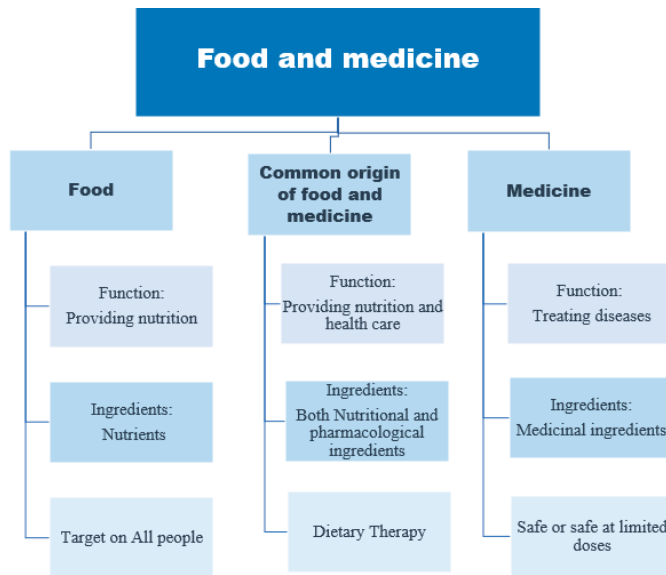 Food and medicine
Food
Function:
Providing nutrition
Ingredients:
Nutrients
Target on All people
Common origin
of food and
medicine
Function:
Providing nutrition and
health care
Ingredients:
Both Nutritional and
pharmacological
ingredients
Dietary Therapy
Medicine
Function:
Treating diseases
Ingredients:
Medicinal ingredients
Safe or safe at limited
doses